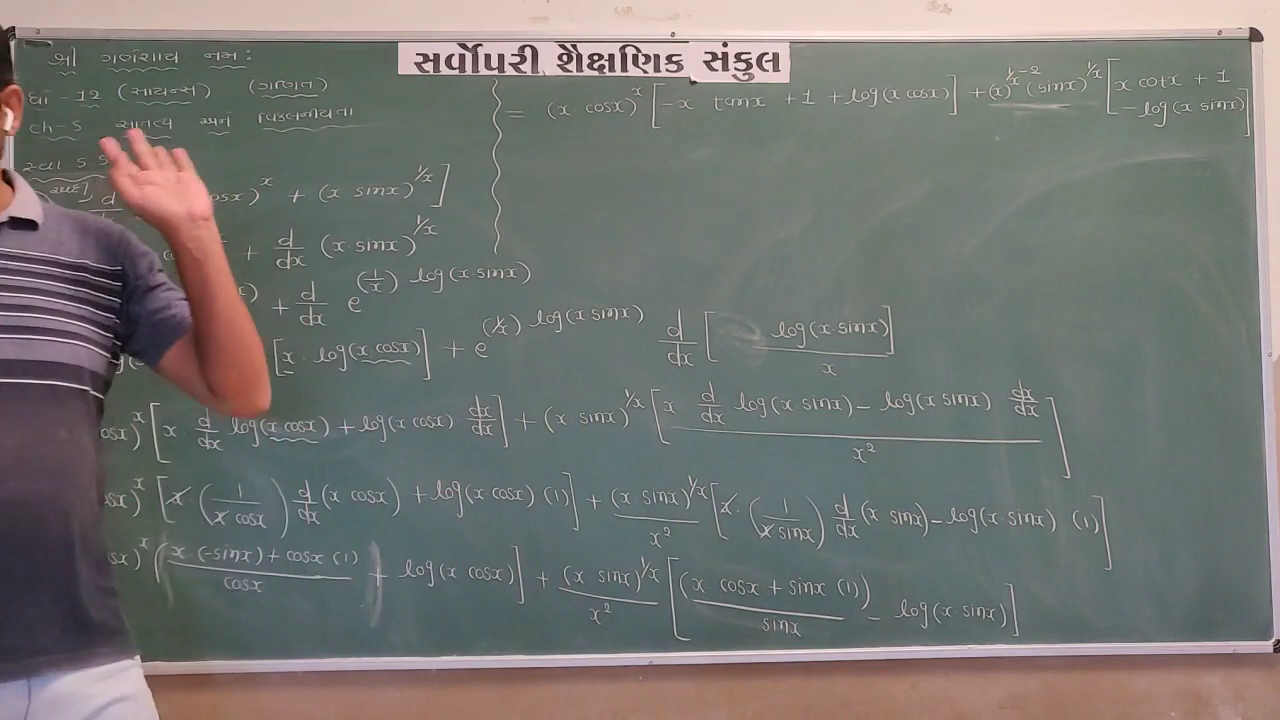 સર્વોપરી શૈક્ષણિક સંકુલ
શ્રી ગણેશાય નમઃ
ધો - 12 (સાયન્સ) (ગણિત)
ch-5 સાતત્ય અને વિકલનીયતા
સ્વા 5
cosx)^x + (x sinx)^{1/x}]
+ d/dx (x·sinx)^{1/x}
+ d/dx e^{(1/x) log(x·sinx)}
[x · log(x cosx)] + e^{(1/x) log(x sinx)} d/dx [log(x·sinx)/x]
cosx)^x [x · d/dx log(x cosx) + log(x cosx) dx/dx] + (x sinx)^{1/x} [(x d/dx log(x sinx) - log(x sinx) dx/dx)/x²]
sx)^x [x · (1/(x cosx)) d/dx (x cosx) + log(x cosx) (1)] + (x·sinx)^{1/x}/x² [x · (1/(x sinx)) d/dx (x sinx) - log(x·sinx) (1)]
sx)^x ((x·(-sinx) + cosx (1))/cosx + log(x cosx)] + (x sinx)^{1/x}/x² [(x cosx + sinx (1))/sinx - log(x sinx)]
= (x cosx)^x [-x tanx + 1 + log(x cosx)] + (x)^{1/x - 2} (sinx)^{1/x} [x cotx + 1 - log(x sinx)]